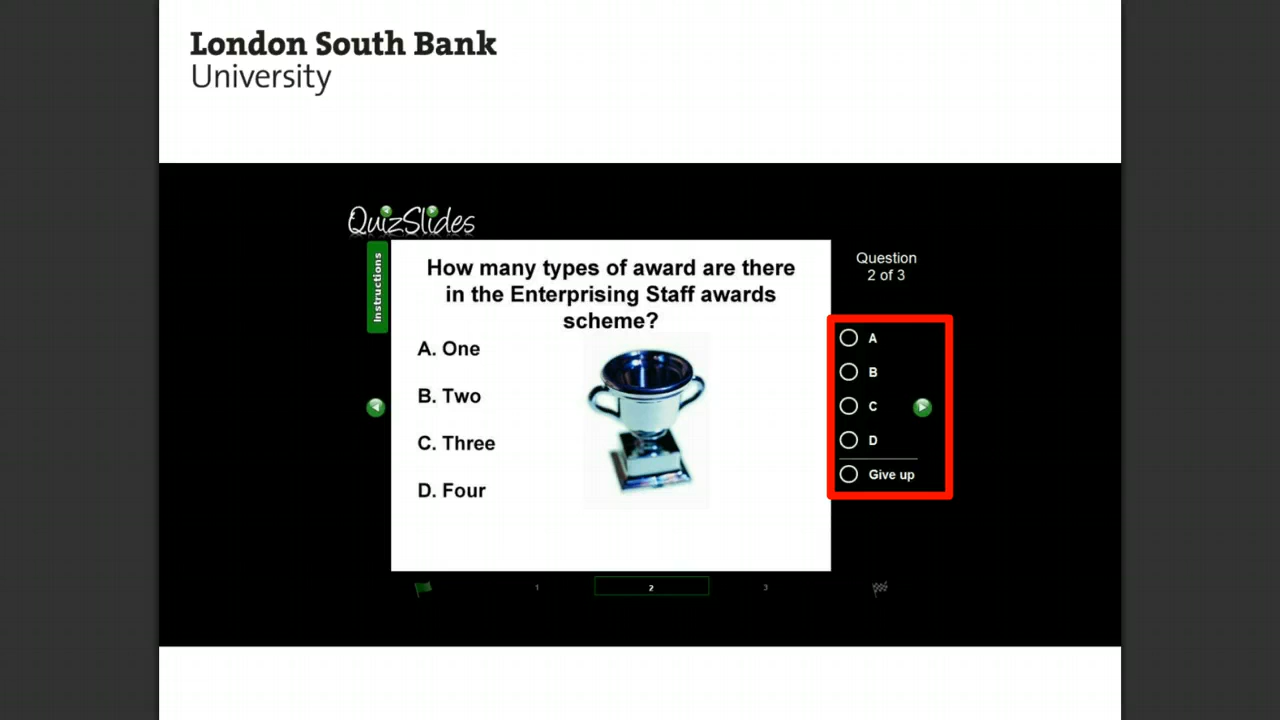 London South Bank
University
QuizSlides
Instructions
How many types of award are there
in the Enterprising Staff awards
scheme?
A. One
B. Two
C. Three
D. Four
Question
2 of 3
A
B
C
D
Give up
1
2
3